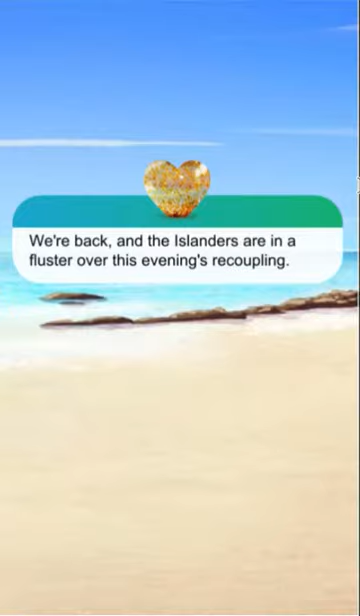 We're back, and the Islanders are in a
fluster over this evening's recoupling.